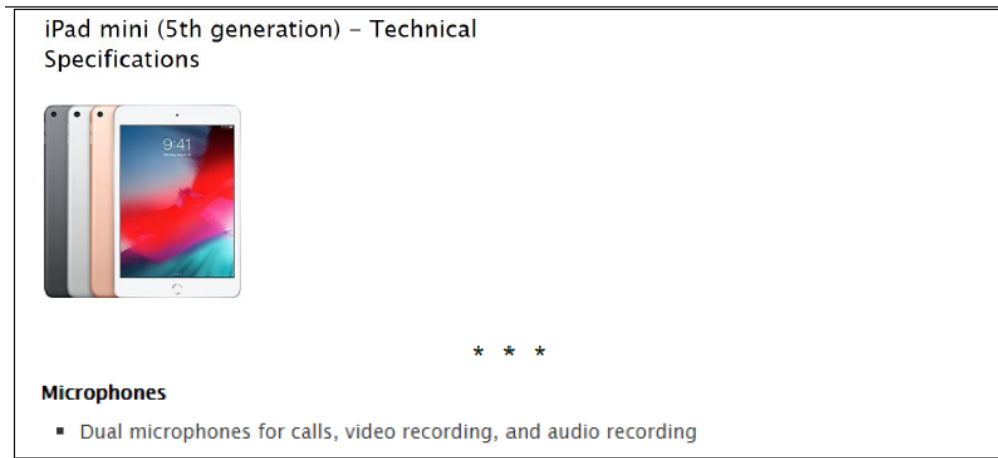 iPad mini (5th generation) – Technical
Specifications
9:41
* * *
Microphones
▪ Dual microphones for calls, video recording, and audio recording